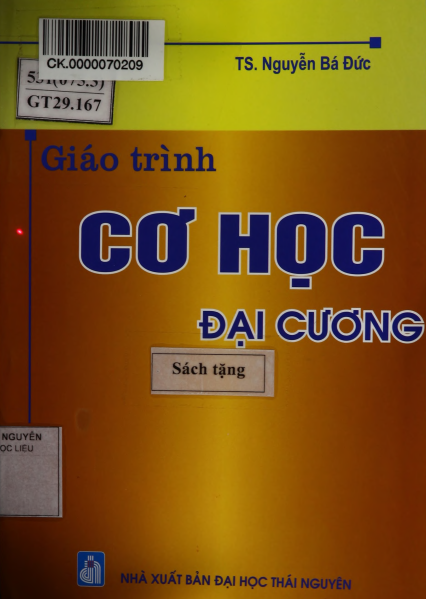 CK.0000070209
TS. Nguyễn Bá Đức
GT29.167
Giáo trình
CƠ HỌC
ĐẠI CƯƠNG
Sách tặng
NGUYÊN
ỌC LIỆU
NHÀ XUẤT BẢN ĐẠI HỌC THÁI NGUYÊN